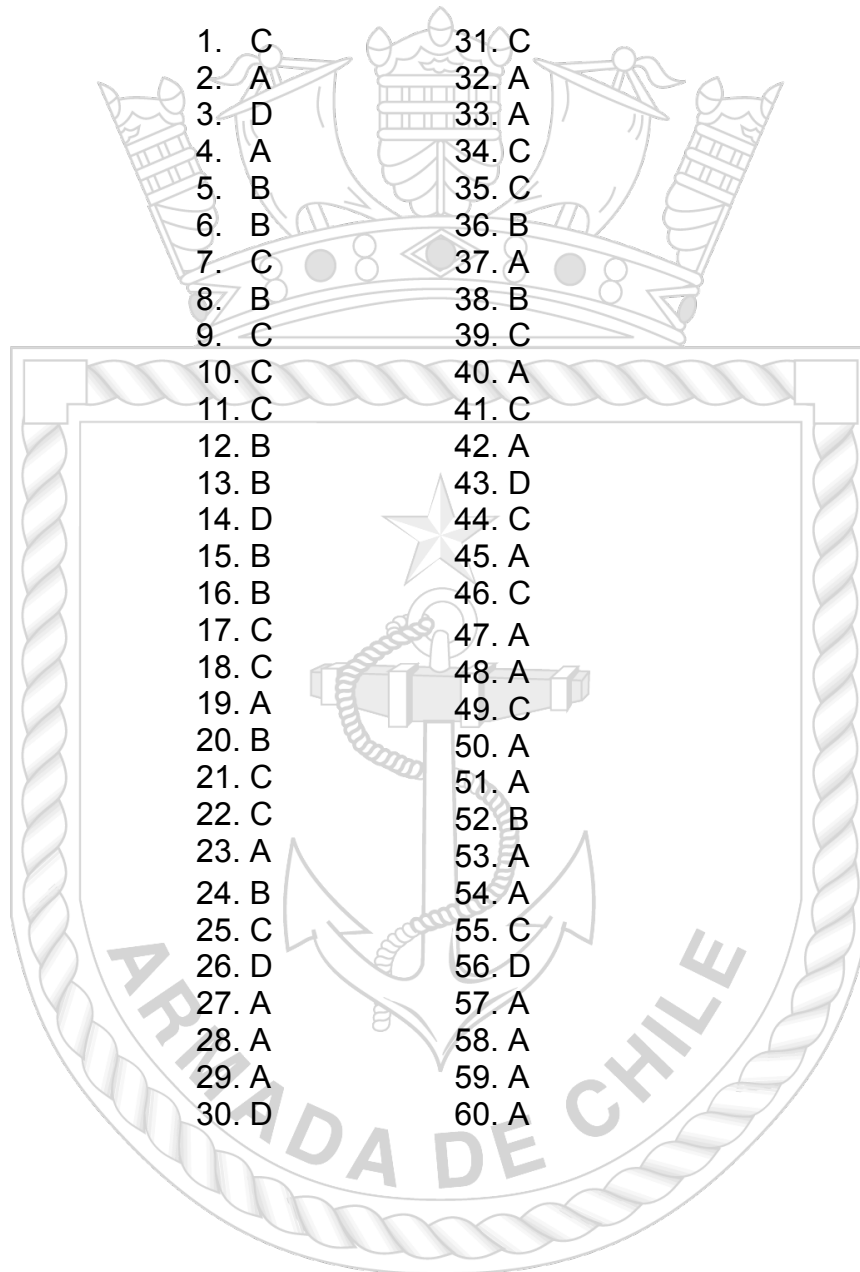 1. C
2. A
3. D
4. A
5. B
6. B
7. C
8. B
9. C
10. C
11. C
12. B
13. B
14. D
15. B
16. B
17. C
18. C
19. A
20. B
21. C
22. C
23. A
24. B
25. C
26. D
27. A
28. A
29. A
30. D
31. C
32. A
33. A
34. C
35. C
36. B
37. A
38. B
39. C
40. A
41. C
42. A
43. D
44. C
45. A
46. C
47. A
48. A
49. C
50. A
51. A
52. B
53. A
54. A
55. C
56. D
57. A
58. A
59. A
60. A
ARMADA DE CHILE